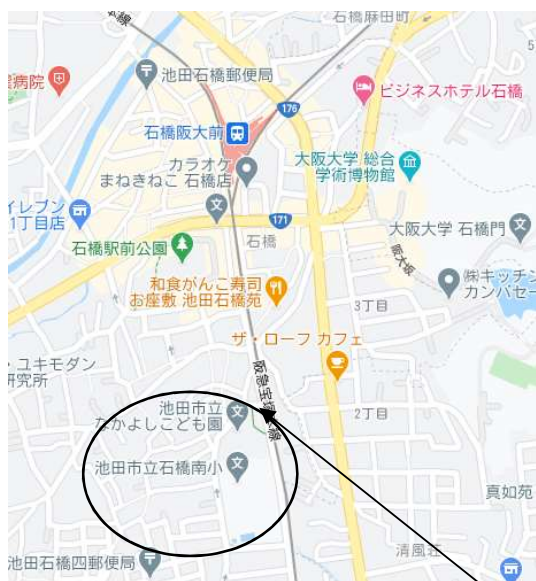 本線
石橋麻田町
池田石橋郵便局
病院
176
ビジネスホテル石橋
石橋阪大前
カラオケ
まねきねこ 石橋店
大阪大学 総合
学術博物館
イレブン
1丁目店
171
石橋
大阪大学 石橋門
石橋駅前公園
阪大坂
和食がんこ寿司
お座敷 池田石橋苑
㈱キッチン
カンバセー
3丁目
ザ・ローフ カフェ
・ユキモダン
研究所
阪急宝塚本線
池田市立
なかよしこども園
2丁目
池田市立石橋南小
真如苑
清風荘
池田石橋四郵便局